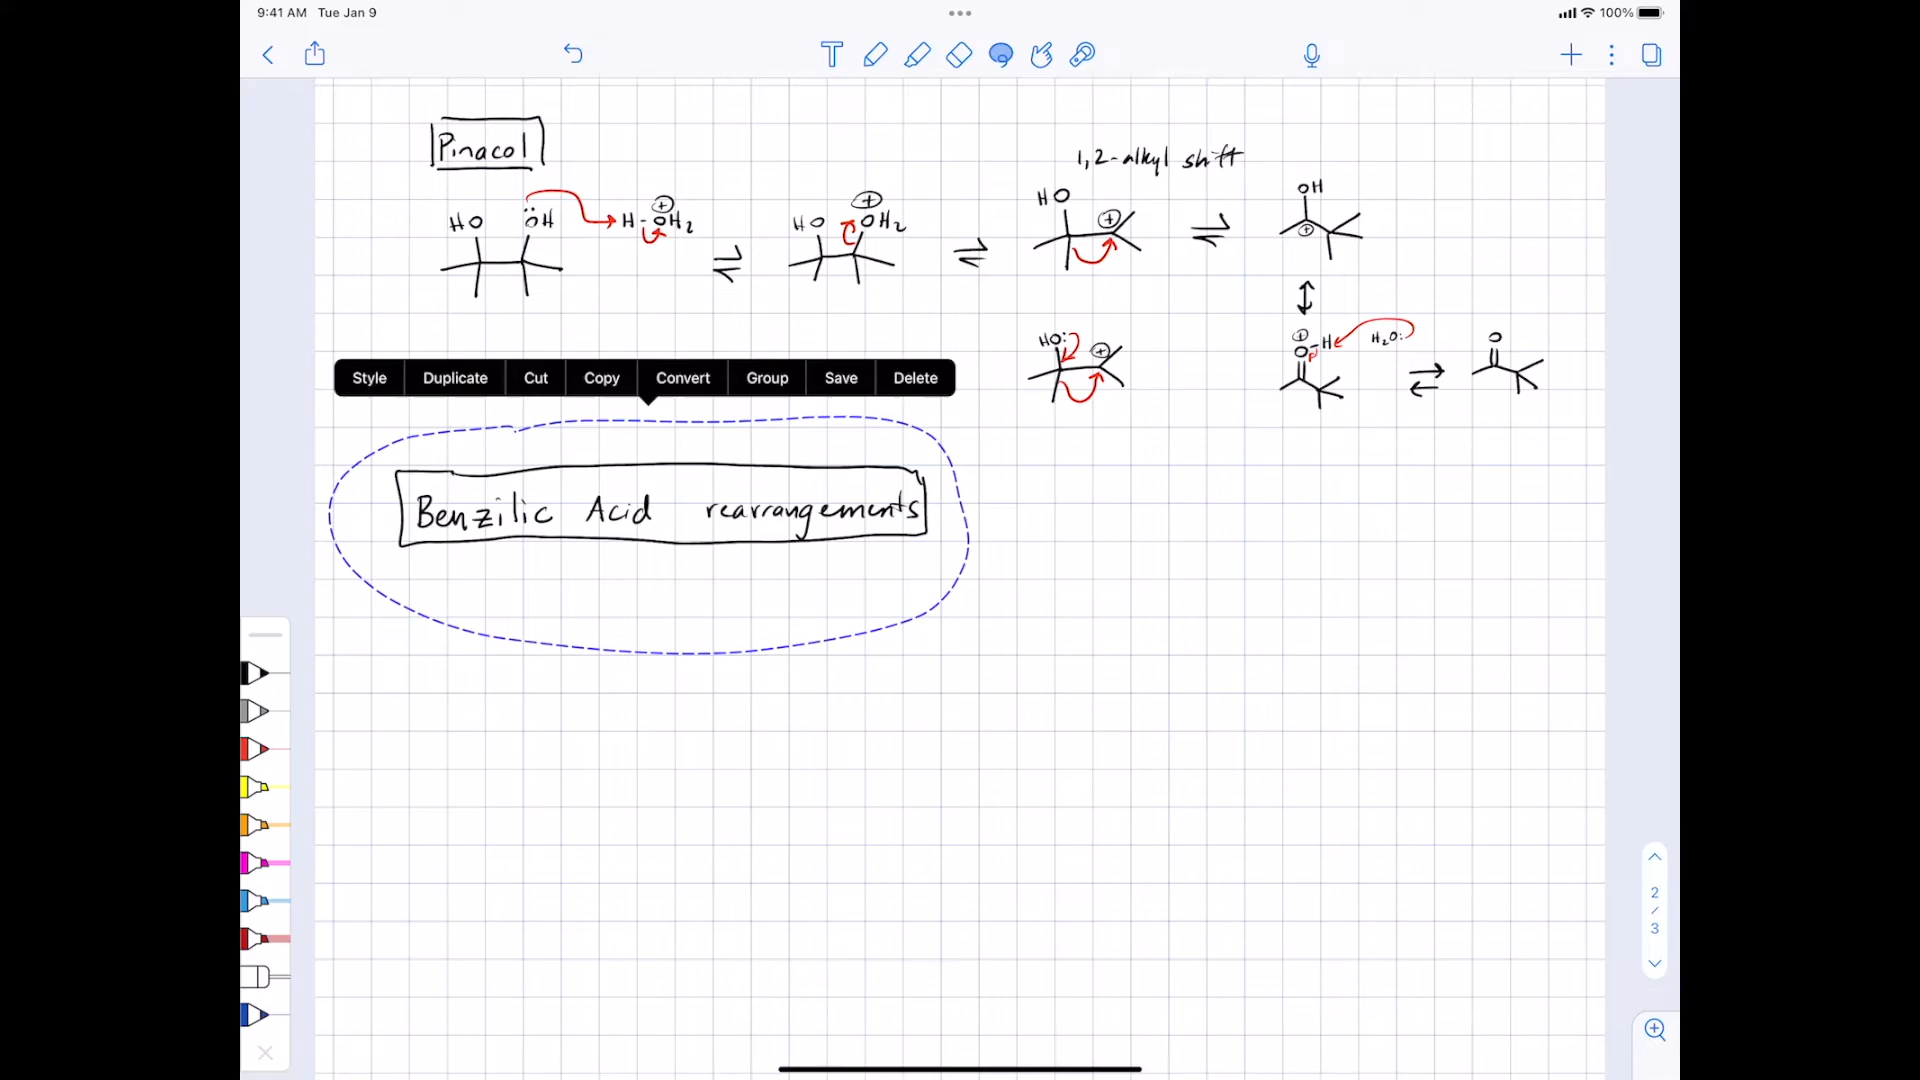 9:41 AM Tue Jan 9
100%
Pinacol
1,2-alkyl shift
HO ÖH H-OH2 ⊕
HO OH2 ⊕
HO ⊕
OH ⊕
HO: ⊕
⊕ O-H H2O:
O
Style Duplicate Cut Copy Convert Group Save Delete
Benzilic Acid rearrangements
2
/
3